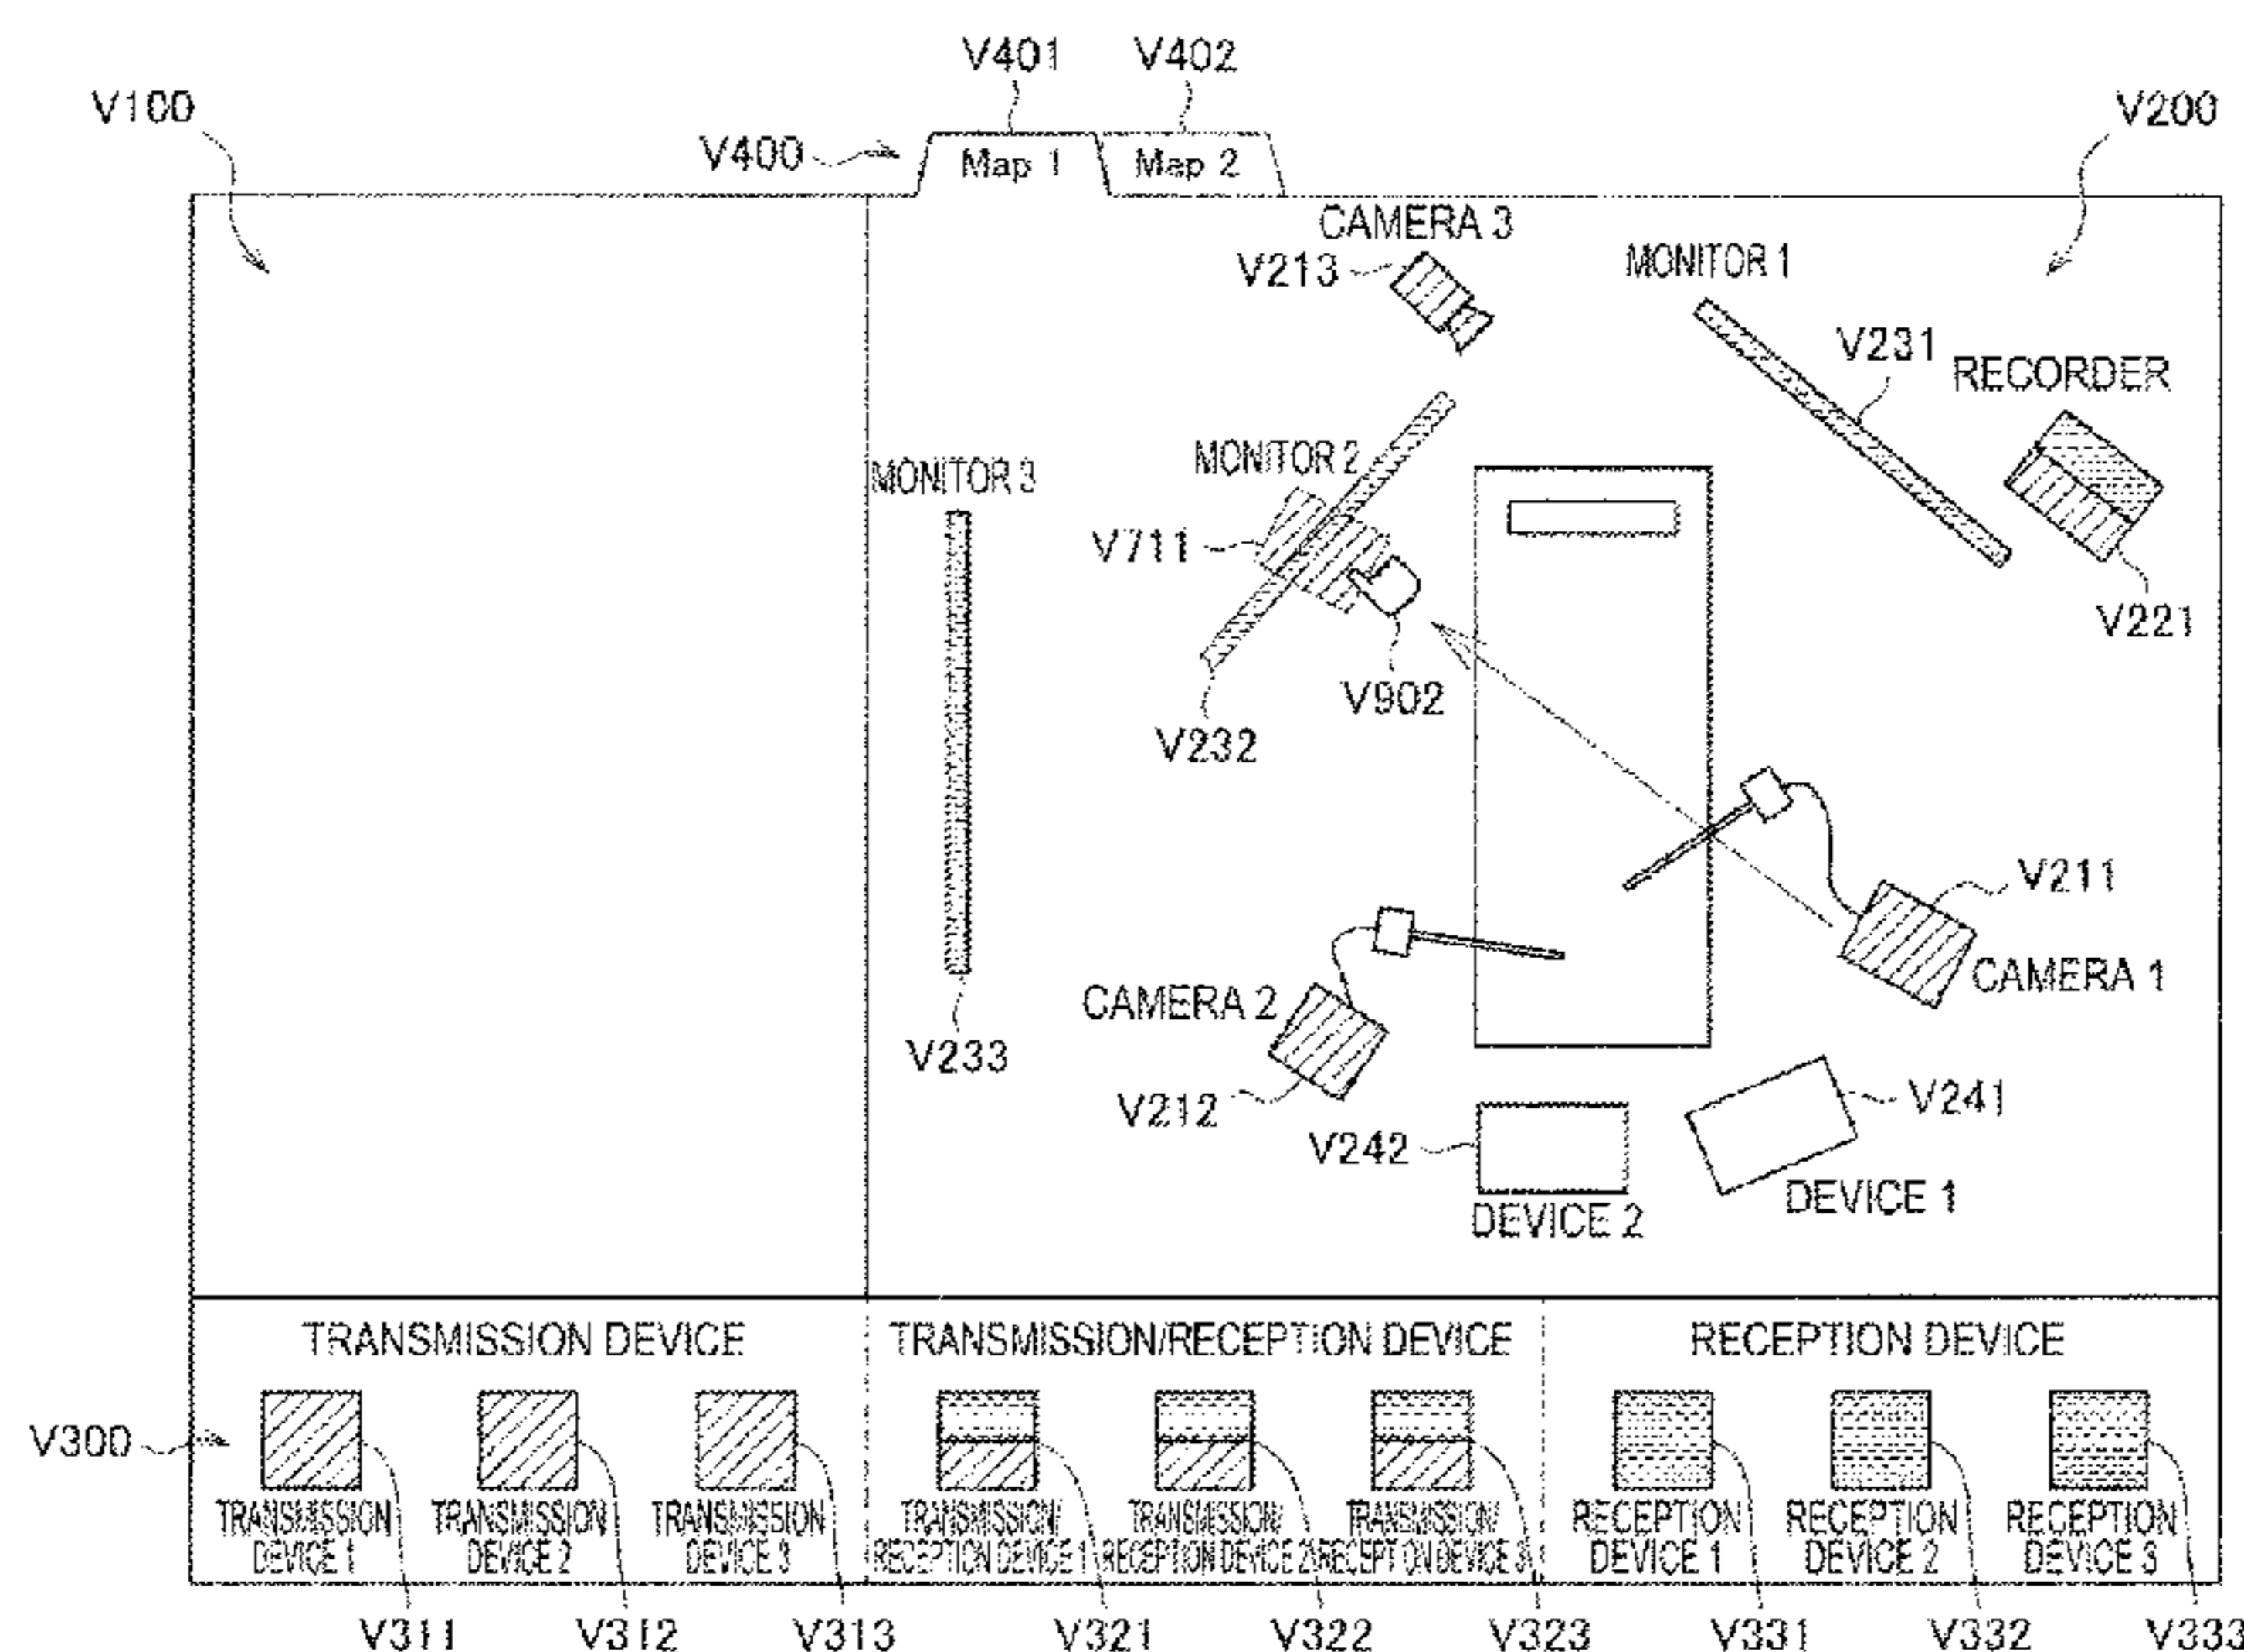 V401 V402
V100 V200
V400 Map 1 Map 2
CAMERA 3
V213 MONITOR 1
V231
RECORDER
MONITOR 2
MONITOR 3
V711
V221
V902
V232
V211
CAMERA 1
CAMERA 2
V233
V212
V241
V242
DEVICE 1
DEVICE 2
TRANSMISSION DEVICE TRANSMISSION/RECEPTION DEVICE RECEPTION DEVICE
V300
TRANSMISSION TRANSMISSION TRANSMISSION TRANSMISSION/ TRANSMISSION/ TRANSMISSION/ RECEPTION RECEPTION RECEPTION
DEVICE 1 DEVICE 2 DEVICE 3 RECEPTION DEVICE 1 RECEPTION DEVICE 2 RECEPTION DEVICE 3 DEVICE 1 DEVICE 2 DEVICE 3
V311 V312 V313 V321 V322 V323 V331 V332 V333